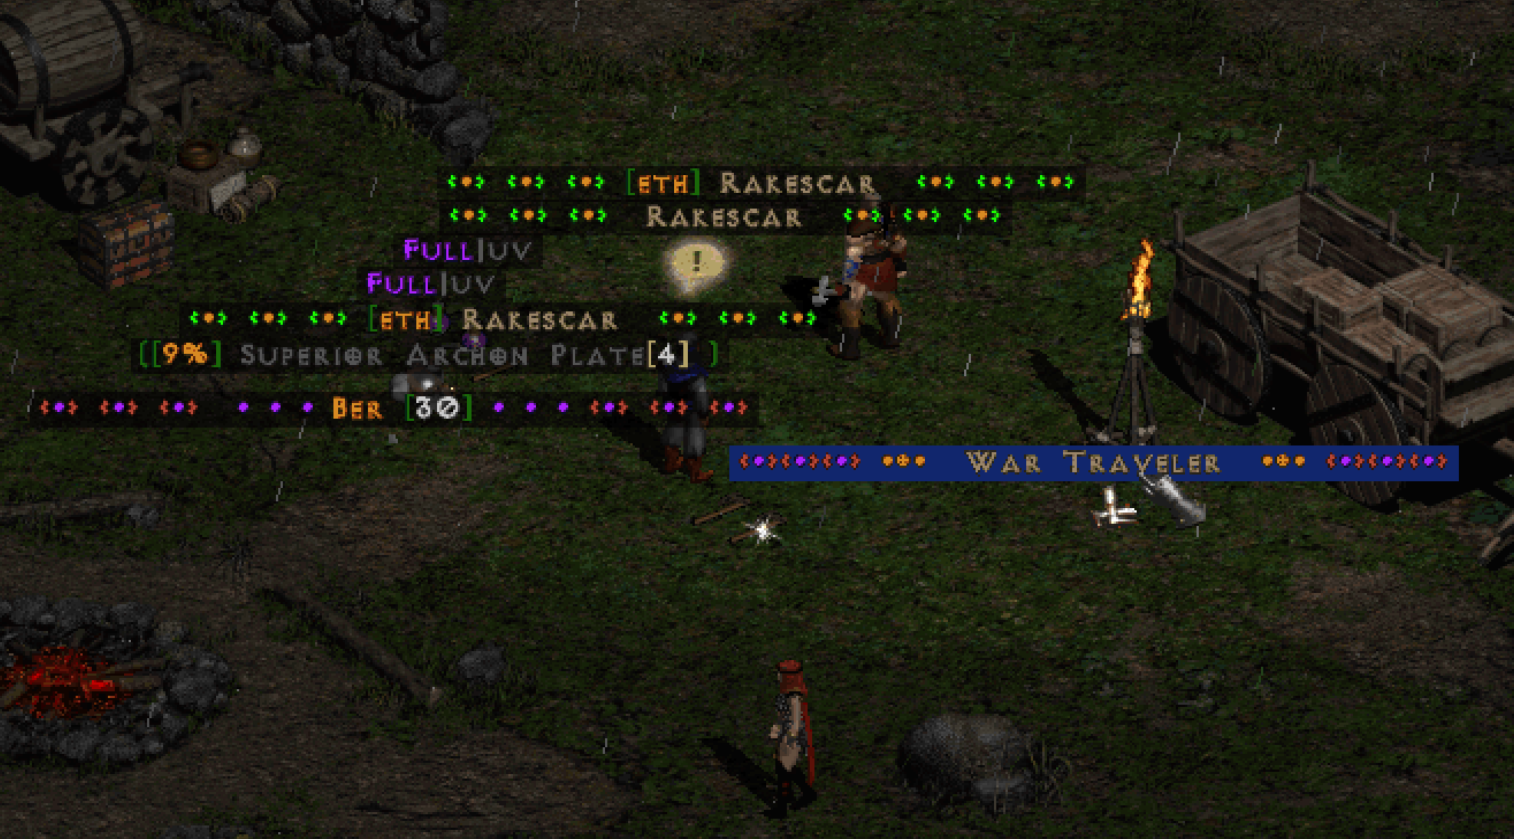 [ETH] RAKESCAR
RAKESCAR
FULL|UV
!
FULL|UV
[ETH] RAKESCAR
([9%] SUPERIOR ARCHON PLATE[4] )
BER [30]
WAR TRAVELER